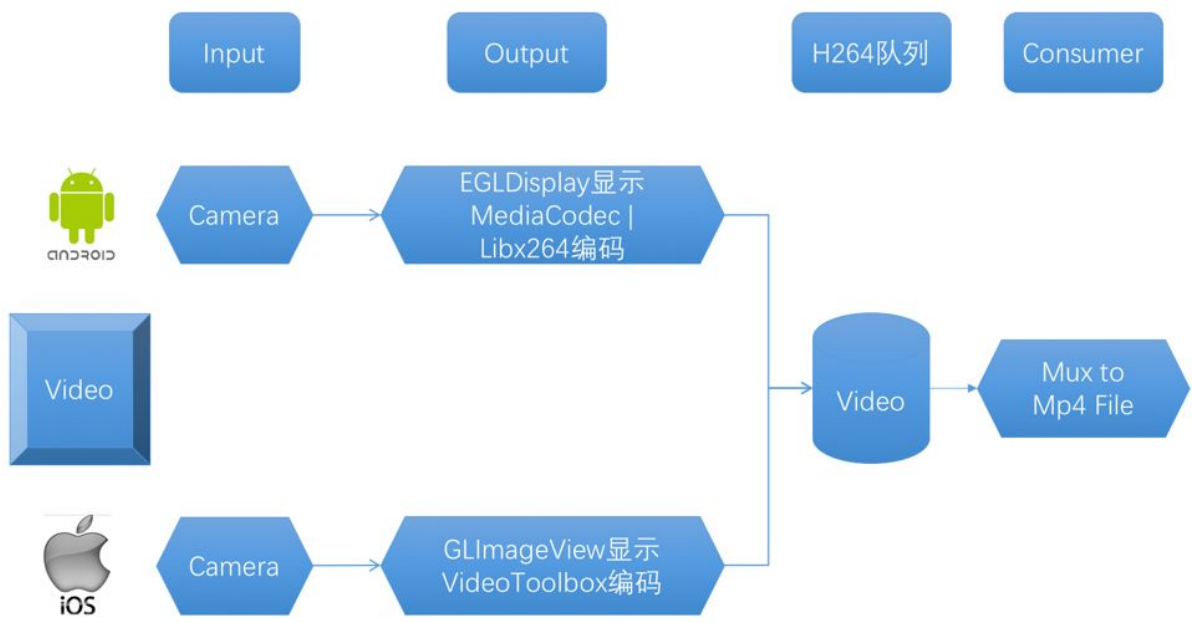 Input
Output
H264队列
Consumer
ANDROID
Camera
EGLDisplay显示
MediaCodec |
Libx264编码
Video
Video
Mux to
Mp4 File
iOS
Camera
GLImageView显示
VideoToolbox编码